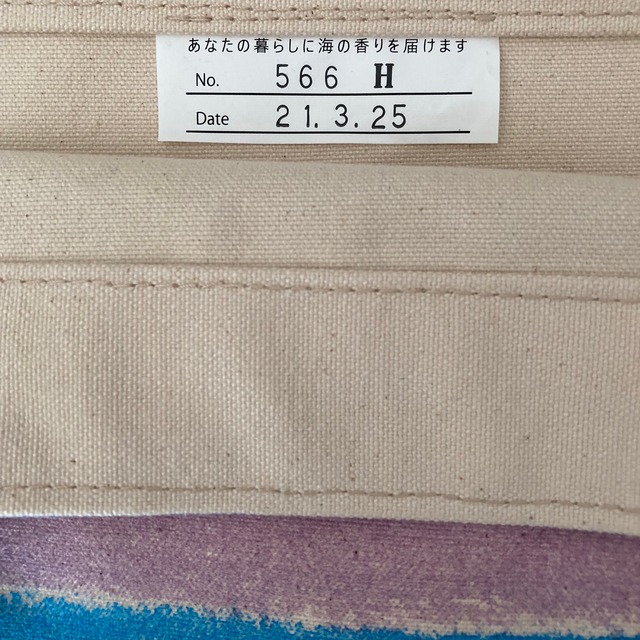 あなたの暮らしに海の香りを届けます
No. 566 H
Date 21.3.25